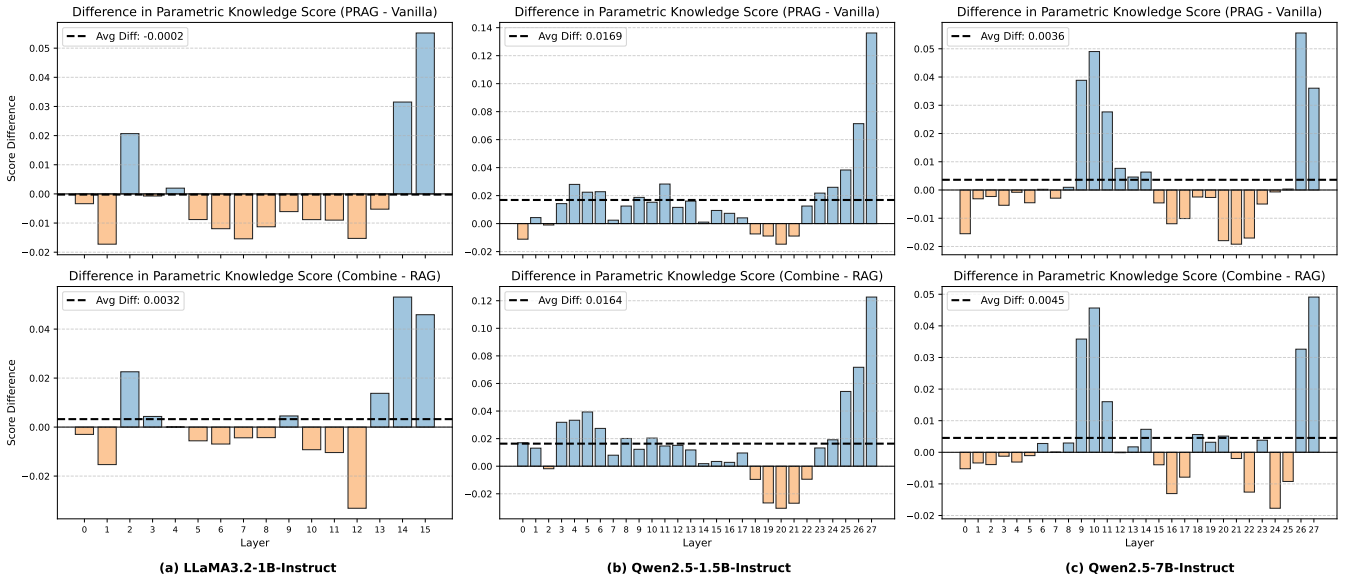 Difference in Parametric Knowledge Score (PRAG - Vanilla)
Avg Diff: -0.0002
Score Difference
0.05
0.04
0.03
0.02
0.01
0.00
−0.01
−0.02
Difference in Parametric Knowledge Score (PRAG - Vanilla)
Avg Diff: 0.0169
0.14
0.12
0.10
0.08
0.06
0.04
0.02
0.00
−0.02
Difference in Parametric Knowledge Score (PRAG - Vanilla)
Avg Diff: 0.0036
0.05
0.04
0.03
0.02
0.01
0.00
−0.01
−0.02
Difference in Parametric Knowledge Score (Combine - RAG)
Avg Diff: 0.0032
Score Difference
0.04
0.02
0.00
−0.02
0 1 2 3 4 5 6 7 8 9 10 11 12 13 14 15
Layer
Difference in Parametric Knowledge Score (Combine - RAG)
Avg Diff: 0.0164
0.12
0.10
0.08
0.06
0.04
0.02
0.00
−0.02
0 1 2 3 4 5 6 7 8 9 10 11 12 13 14 15 16 17 18 19 20 21 22 23 24 25 26 27
Layer
Difference in Parametric Knowledge Score (Combine - RAG)
Avg Diff: 0.0045
0.05
0.04
0.03
0.02
0.01
0.00
−0.01
−0.02
0 1 2 3 4 5 6 7 8 9 10 11 12 13 14 15 16 17 18 19 20 21 22 23 24 25 26 27
Layer
(a) LLaMA3.2-1B-Instruct
(b) Qwen2.5-1.5B-Instruct
(c) Qwen2.5-7B-Instruct